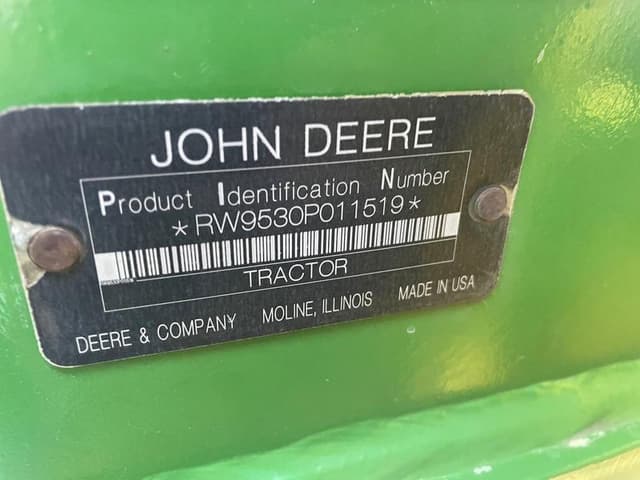 JOHN DEERE
Product Identification Number
*RW9530P011519*
TRACTOR
DEERE & COMPANY MOLINE, ILLINOIS MADE IN USA